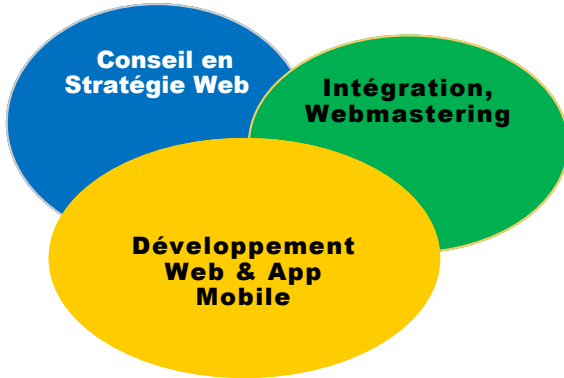 Conseil en
Stratégie Web
Intégration,
Webmastering
Développement
Web & App
Mobile